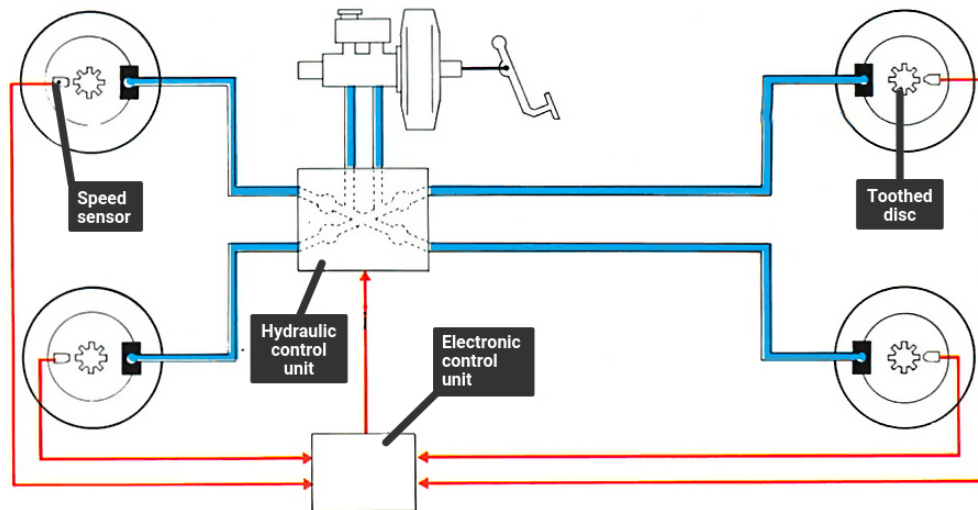 Speed
sensor
Toothed
disc
Hydraulic
control
unit
Electronic
control
unit